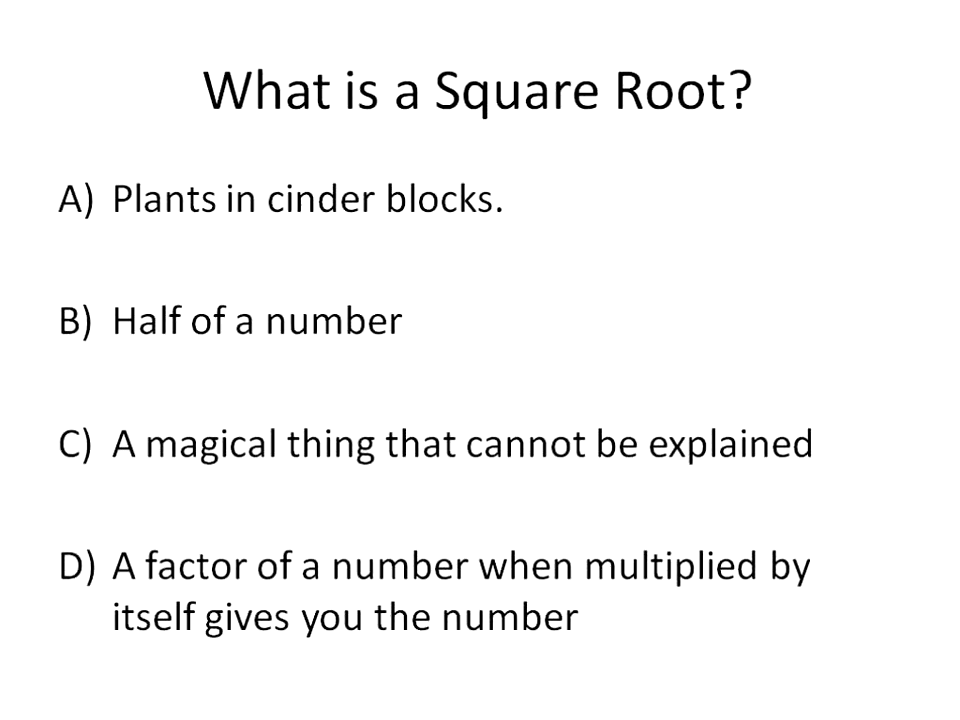 What is a Square Root?
A) Plants in cinder blocks.
B) Half of a number
C) A magical thing that cannot be explained
D) A factor of a number when multiplied by
itself gives you the number